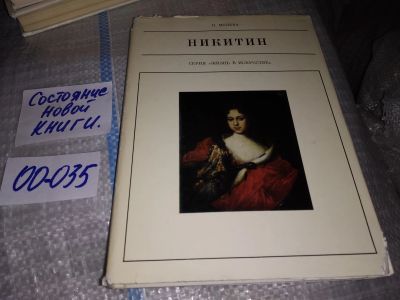 Н. МОЛЕВА
НИКИТИН
СЕРИЯ «ЖИЗНЬ В ИСКУССТВЕ»
Состояние
новой
книги.
00-035